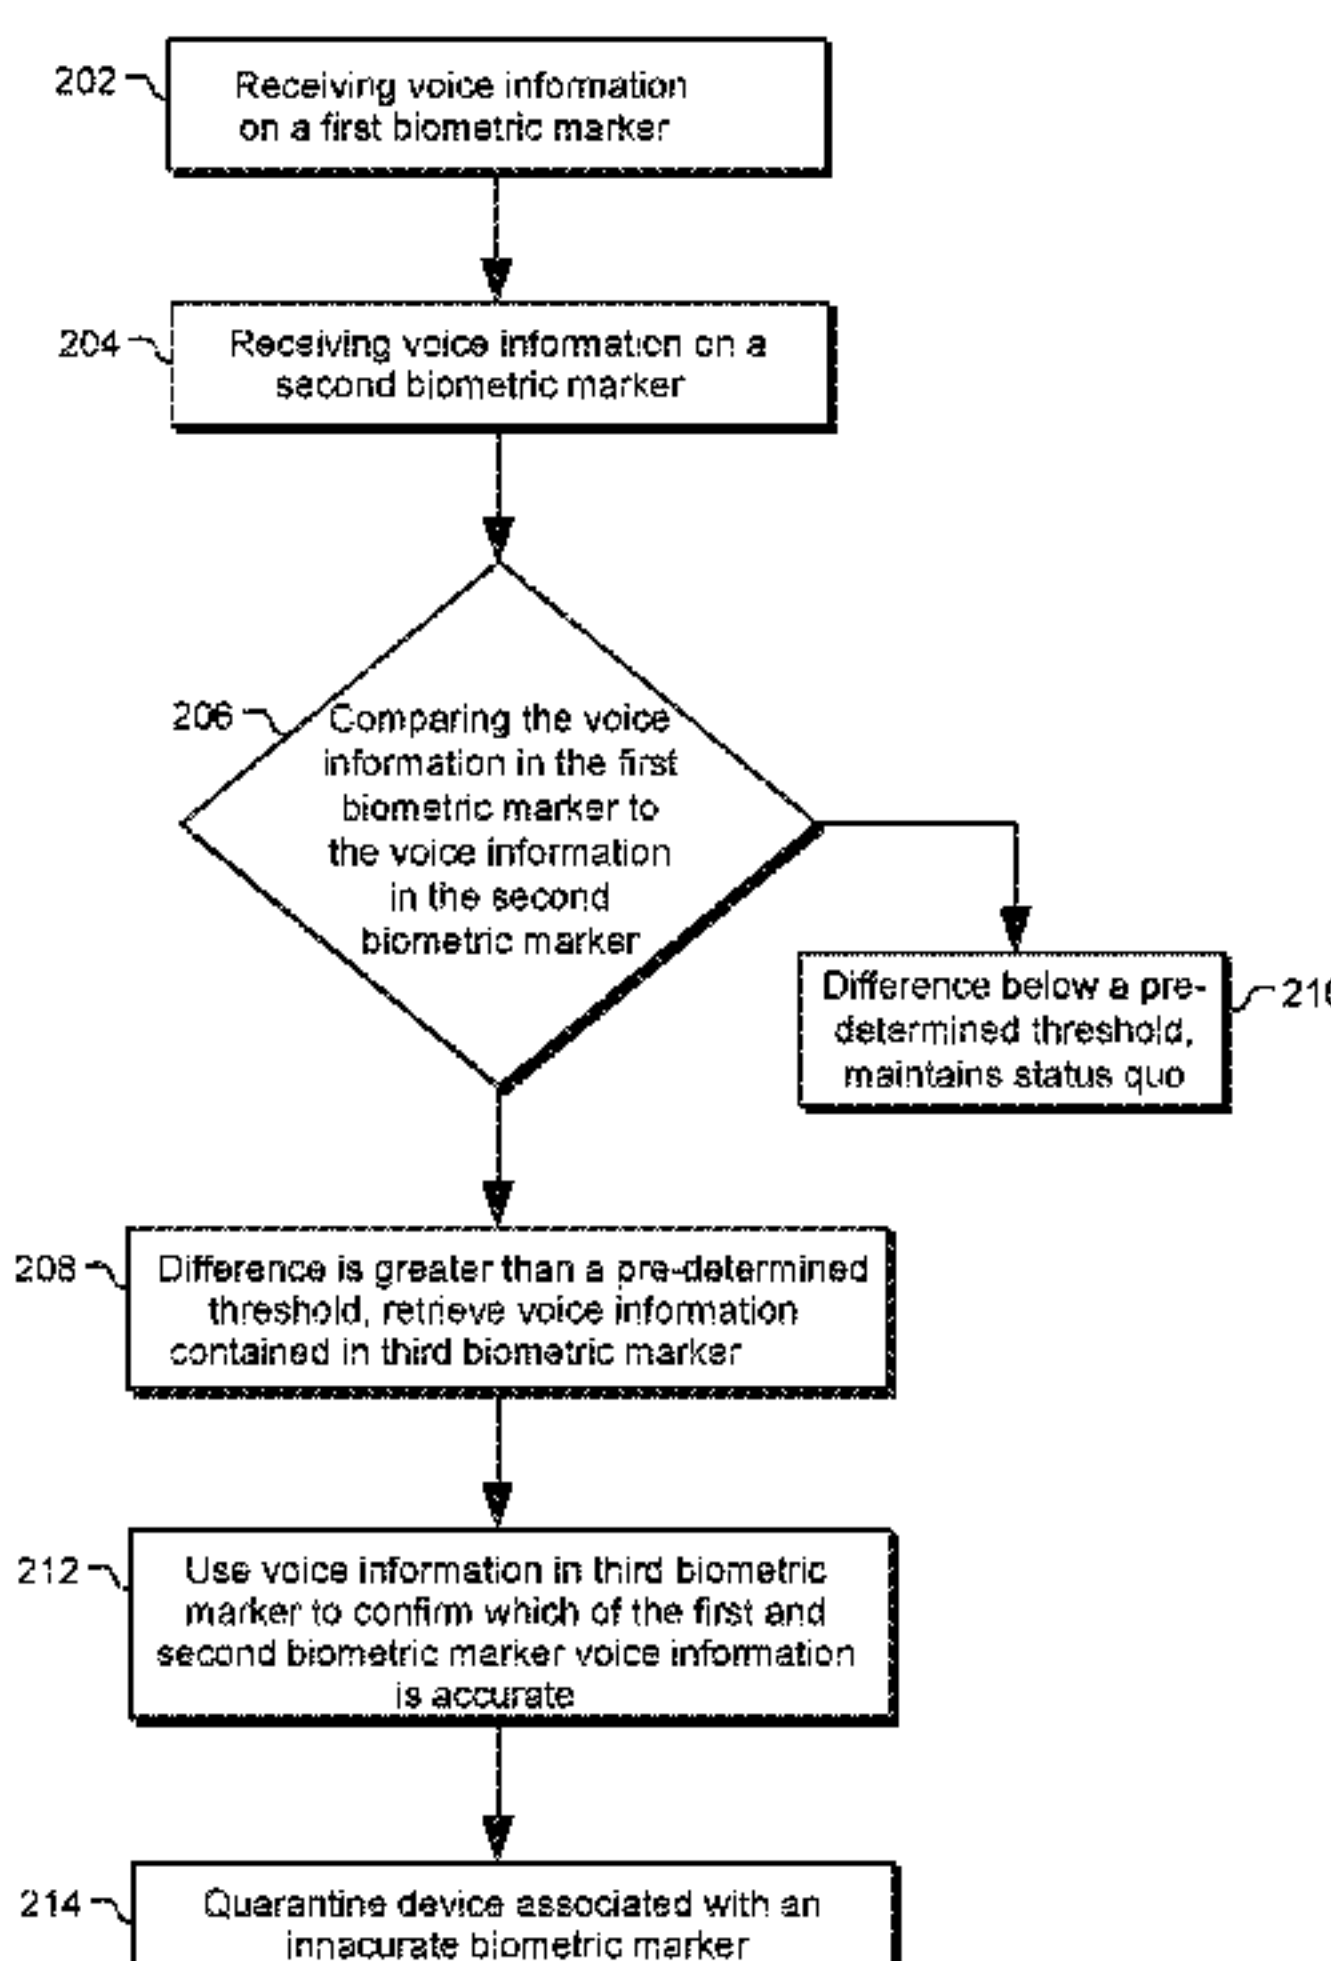 202
Receiving voice information
on a first biometric marker
204
Receiving voice information on a
second biometric marker
206
Comparing the voice
information in the first
biometric marker to
the voice information
in the second
biometric marker
Difference below a pre-
determined threshold,
maintains status quo
208
Difference is greater than a pre-determined
threshold, retrieve voice information
contained in third biometric marker
212
Use voice information in third biometric
marker to confirm which of the first and
second biometric marker voice information
is accurate
214
Quarantine device associated with an
innacurate biometric marker